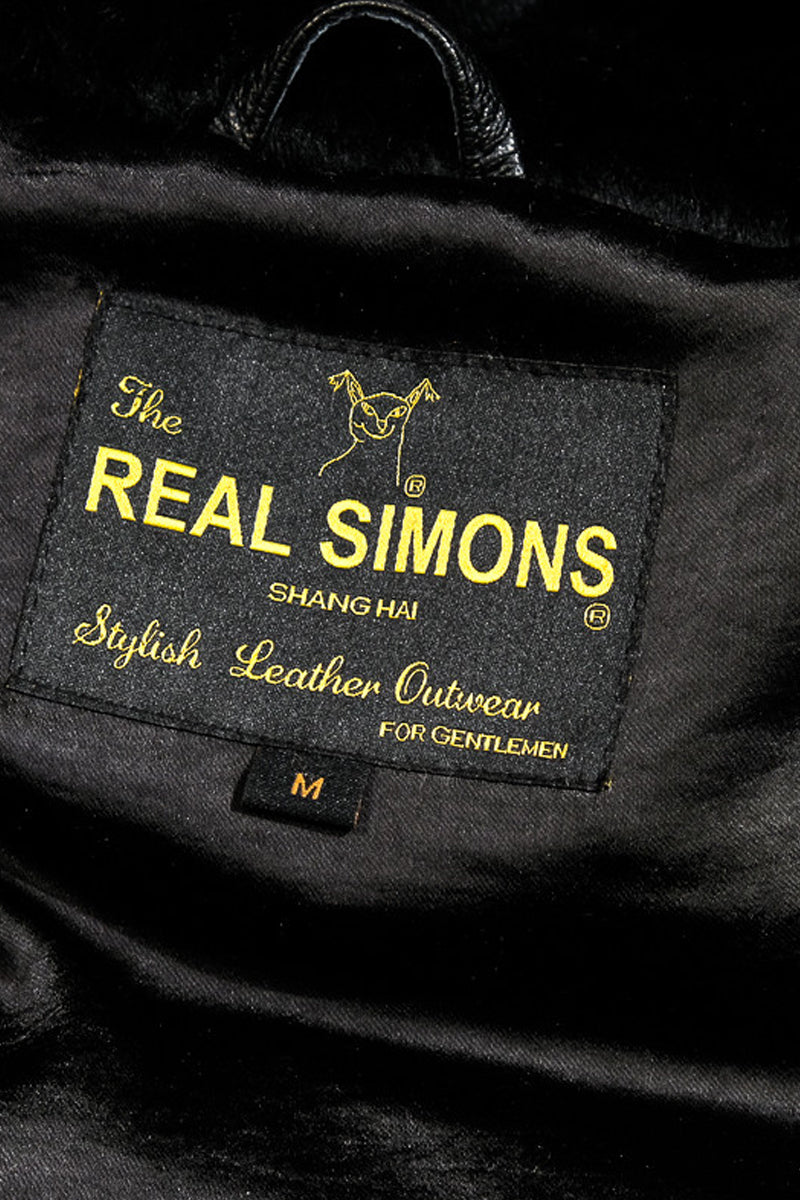 The
®
REAL SIMONS
®
SHANG HAI
Stylish Leather Outwear
FOR GENTLEMEN
M